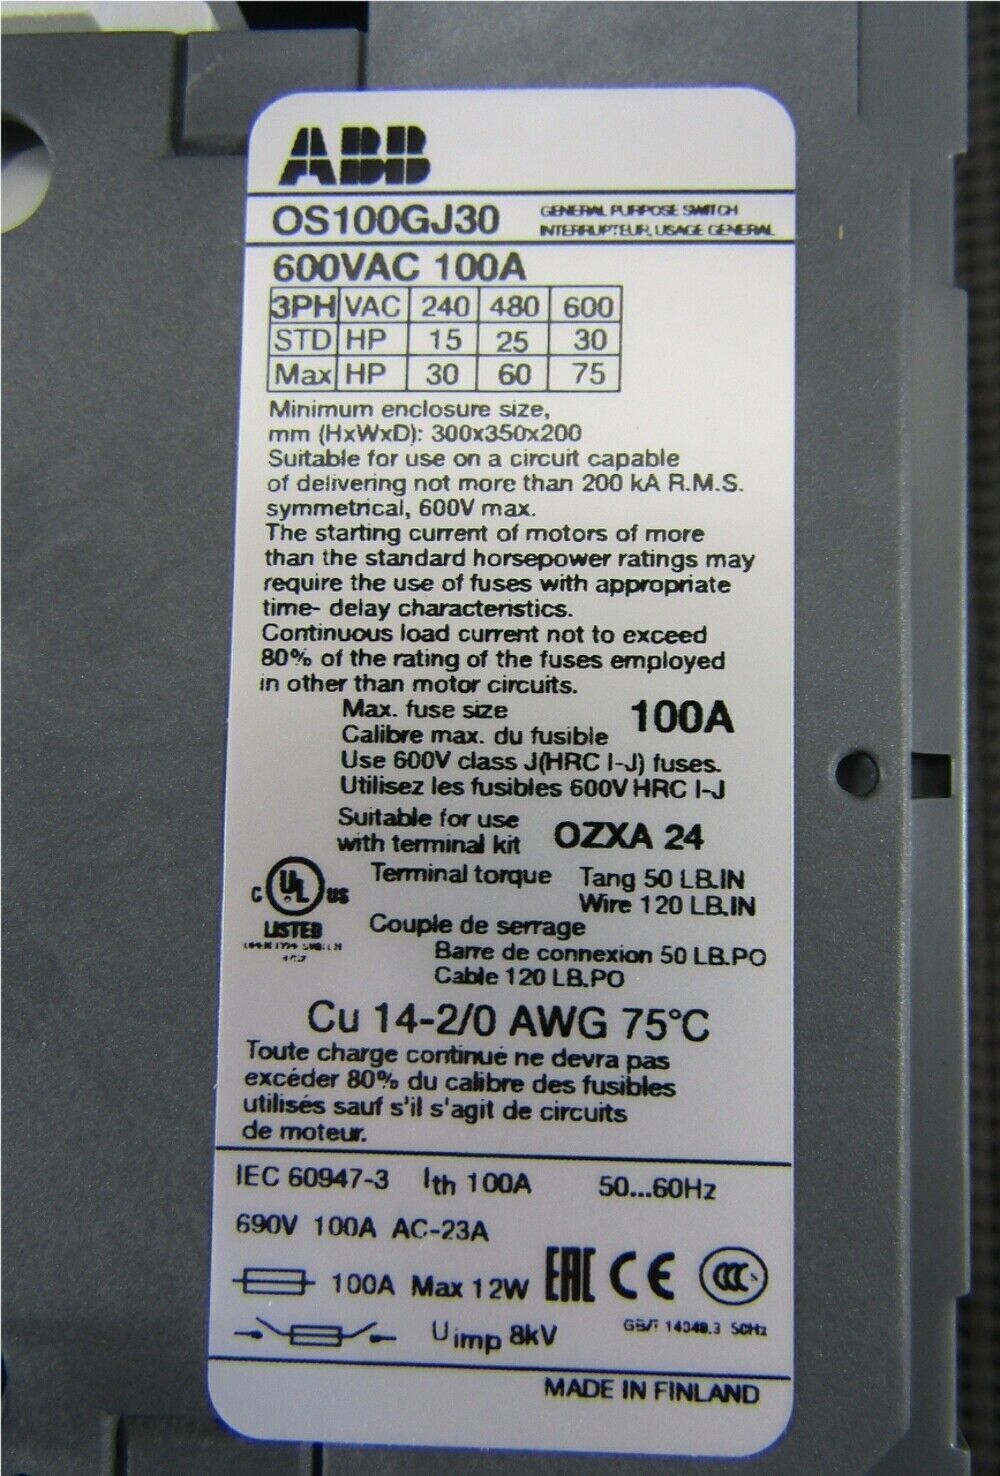 ABB
OS100GJ30 GENERAL PURPOSE SWITCH
INTERRUPTEUR, USAGE GENERAL
600VAC 100A
3PH VAC 240 480 600
STD HP 15 25 30
Max HP 30 60 75
Minimum enclosure size,
mm (HxWxD): 300x350x200
Suitable for use on a circuit capable
of delivering not more than 200 kA R.M.S.
symmetrical, 600V max.
The starting current of motors of more
than the standard horsepower ratings may
require the use of fuses with appropriate
time- delay characteristics.
Continuous load current not to exceed
80% of the rating of the fuses employed
in other than motor circuits.
Max. fuse size 100A
Calibre max. du fusible
Use 600V class J(HRC I-J) fuses.
Utilisez les fusibles 600V HRC I-J
Suitable for use
with terminal kit OZXA 24
C UL US
LISTED
Terminal torque Tang 50 LB.IN
Wire 120 LB.IN
Couple de serrage
Barre de connexion 50 LB.PO
Cable 120 LB.PO
Cu 14-2/0 AWG 75°C
Toute charge continué ne devra pas
excéder 80% du calibre des fusibles
utilisés sauf s'il s'agit de circuits
de moteur.
IEC 60947-3 Ith 100A 50...60Hz
690V 100A AC-23A
100A Max 12W EAC CE CCC S
Uimp 8kV GB/T 14048.3 50Hz
MADE IN FINLAND